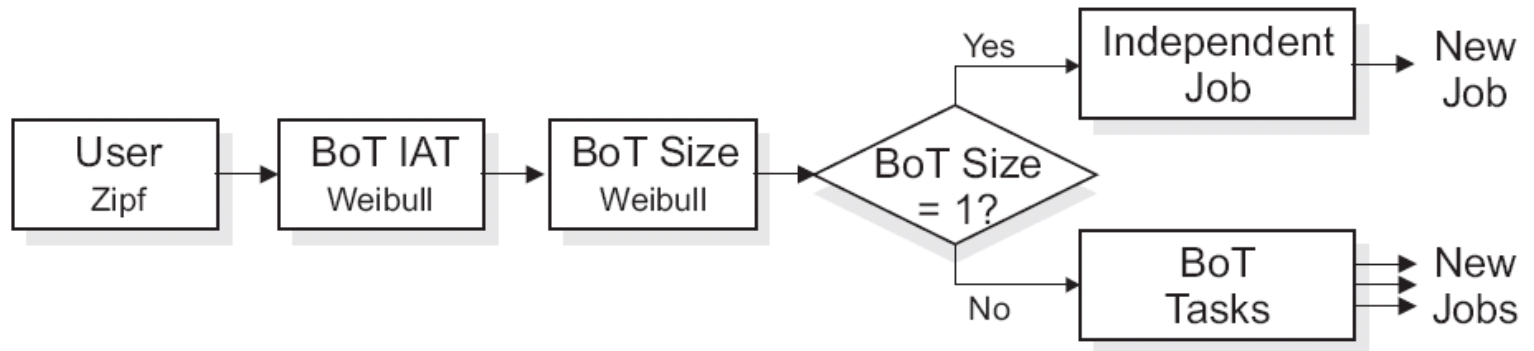 User
Zipf
BoT IAT
Weibull
BoT Size
Weibull
BoT Size
= 1?
Yes
Independent
Job
New
Job
No
BoT
Tasks
New
Jobs